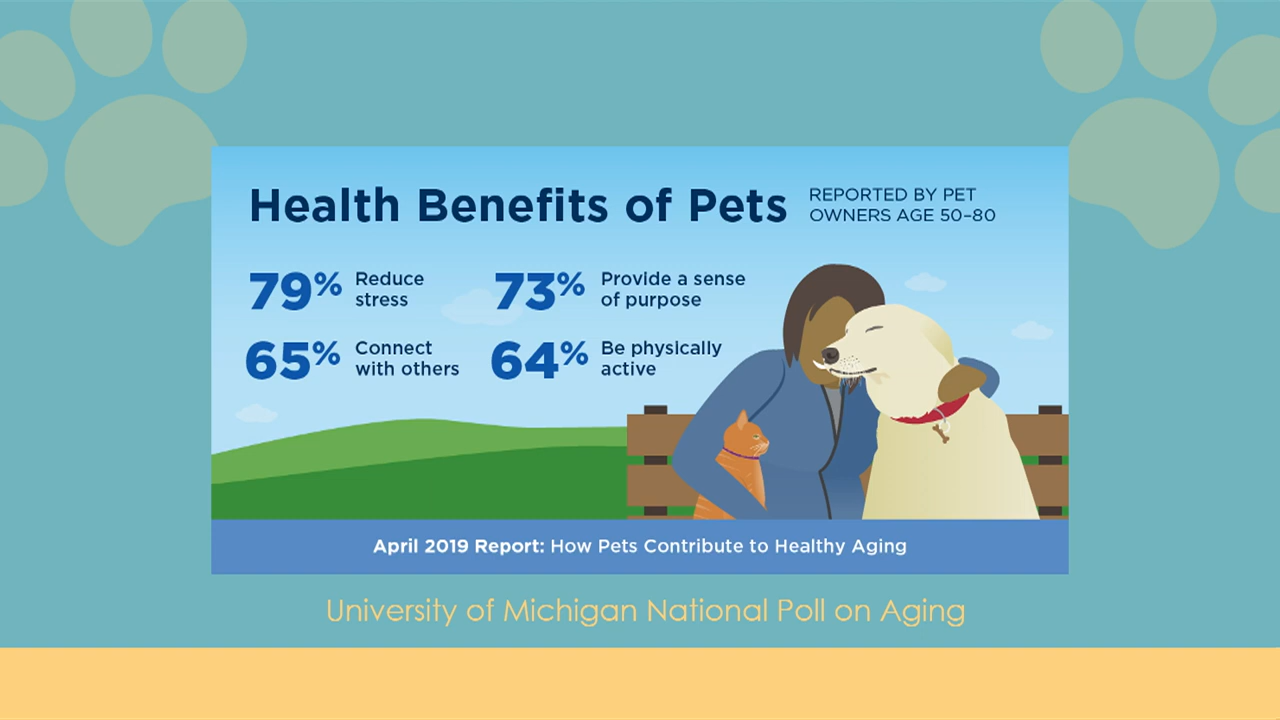 Health Benefits of Pets
REPORTED BY PET
OWNERS AGE 50–80
79% Reduce
stress
73% Provide a sense
of purpose
65% Connect
with others
64% Be physically
active
April 2019 Report: How Pets Contribute to Healthy Aging
University of Michigan National Poll on Aging